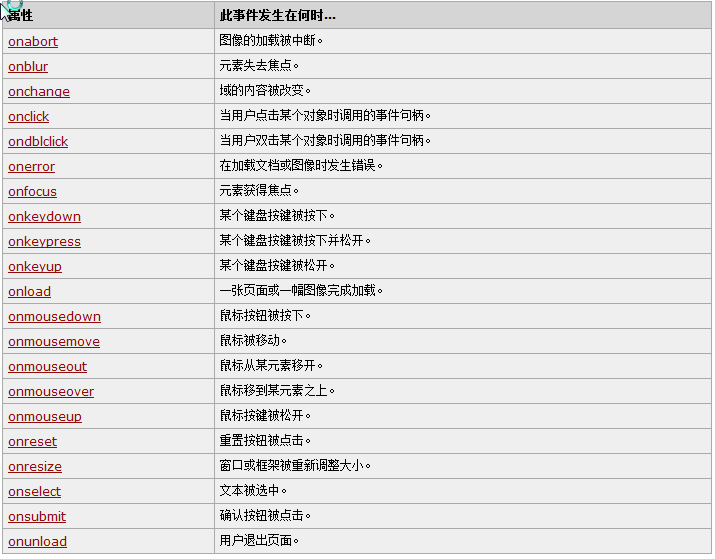 属性 此事件发生在何时...
onabort 图像的加载被中断。
onblur 元素失去焦点。
onchange 域的内容被改变。
onclick 当用户点击某个对象时调用的事件句柄。
ondblclick 当用户双击某个对象时调用的事件句柄。
onerror 在加载文档或图像时发生错误。
onfocus 元素获得焦点。
onkeydown 某个键盘按键被按下。
onkeypress 某个键盘按键被按下并松开。
onkeyup 某个键盘按键被松开。
onload 一张页面或一幅图像完成加载。
onmousedown 鼠标按钮被按下。
onmousemove 鼠标被移动。
onmouseout 鼠标从某元素移开。
onmouseover 鼠标移到某元素之上。
onmouseup 鼠标按键被松开。
onreset 重置按钮被点击。
onresize 窗口或框架被重新调整大小。
onselect 文本被选中。
onsubmit 确认按钮被点击。
onunload 用户退出页面。